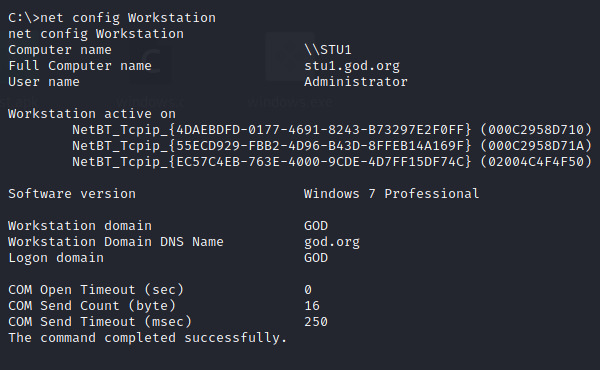 C:\>net config Workstation
net config Workstation
Computer name                        \\STU1
Full Computer name                   stu1.god.org
User name                            Administrator

Workstation active on
        NetBT_Tcpip_{4DAEBDFD-0177-4691-8243-B73297E2F0FF} (000C2958D710)
        NetBT_Tcpip_{55ECD929-FBB2-4D96-B43D-8FFEB14A169F} (000C2958D71A)
        NetBT_Tcpip_{EC57C4EB-763E-4000-9CDE-4D7FF15DF74C} (02004C4F4F50)

Software version                     Windows 7 Professional

Workstation domain                   GOD
Workstation Domain DNS Name          god.org
Logon domain                         GOD

COM Open Timeout (sec)               0
COM Send Count (byte)                16
COM Send Timeout (msec)              250
The command completed successfully.